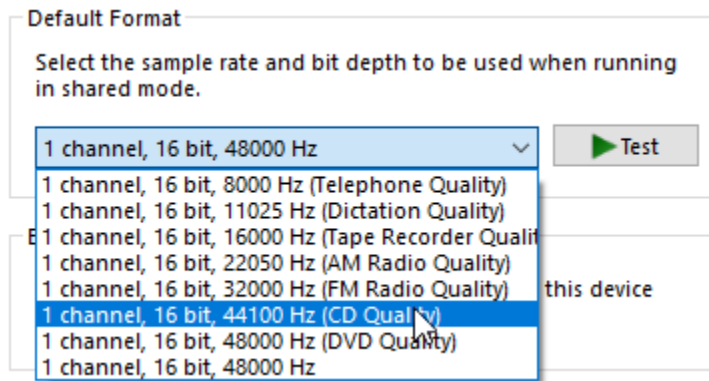 Default Format
Select the sample rate and bit depth to be used when running
in shared mode.
1 channel, 16 bit, 48000 Hz
Test
1 channel, 16 bit, 8000 Hz (Telephone Quality)
1 channel, 16 bit, 11025 Hz (Dictation Quality)
E 1 channel, 16 bit, 16000 Hz (Tape Recorder Qualit
1 channel, 16 bit, 22050 Hz (AM Radio Quality)
1 channel, 16 bit, 32000 Hz (FM Radio Quality) this device
1 channel, 16 bit, 44100 Hz (CD Quality)
1 channel, 16 bit, 48000 Hz (DVD Quality)
1 channel, 16 bit, 48000 Hz